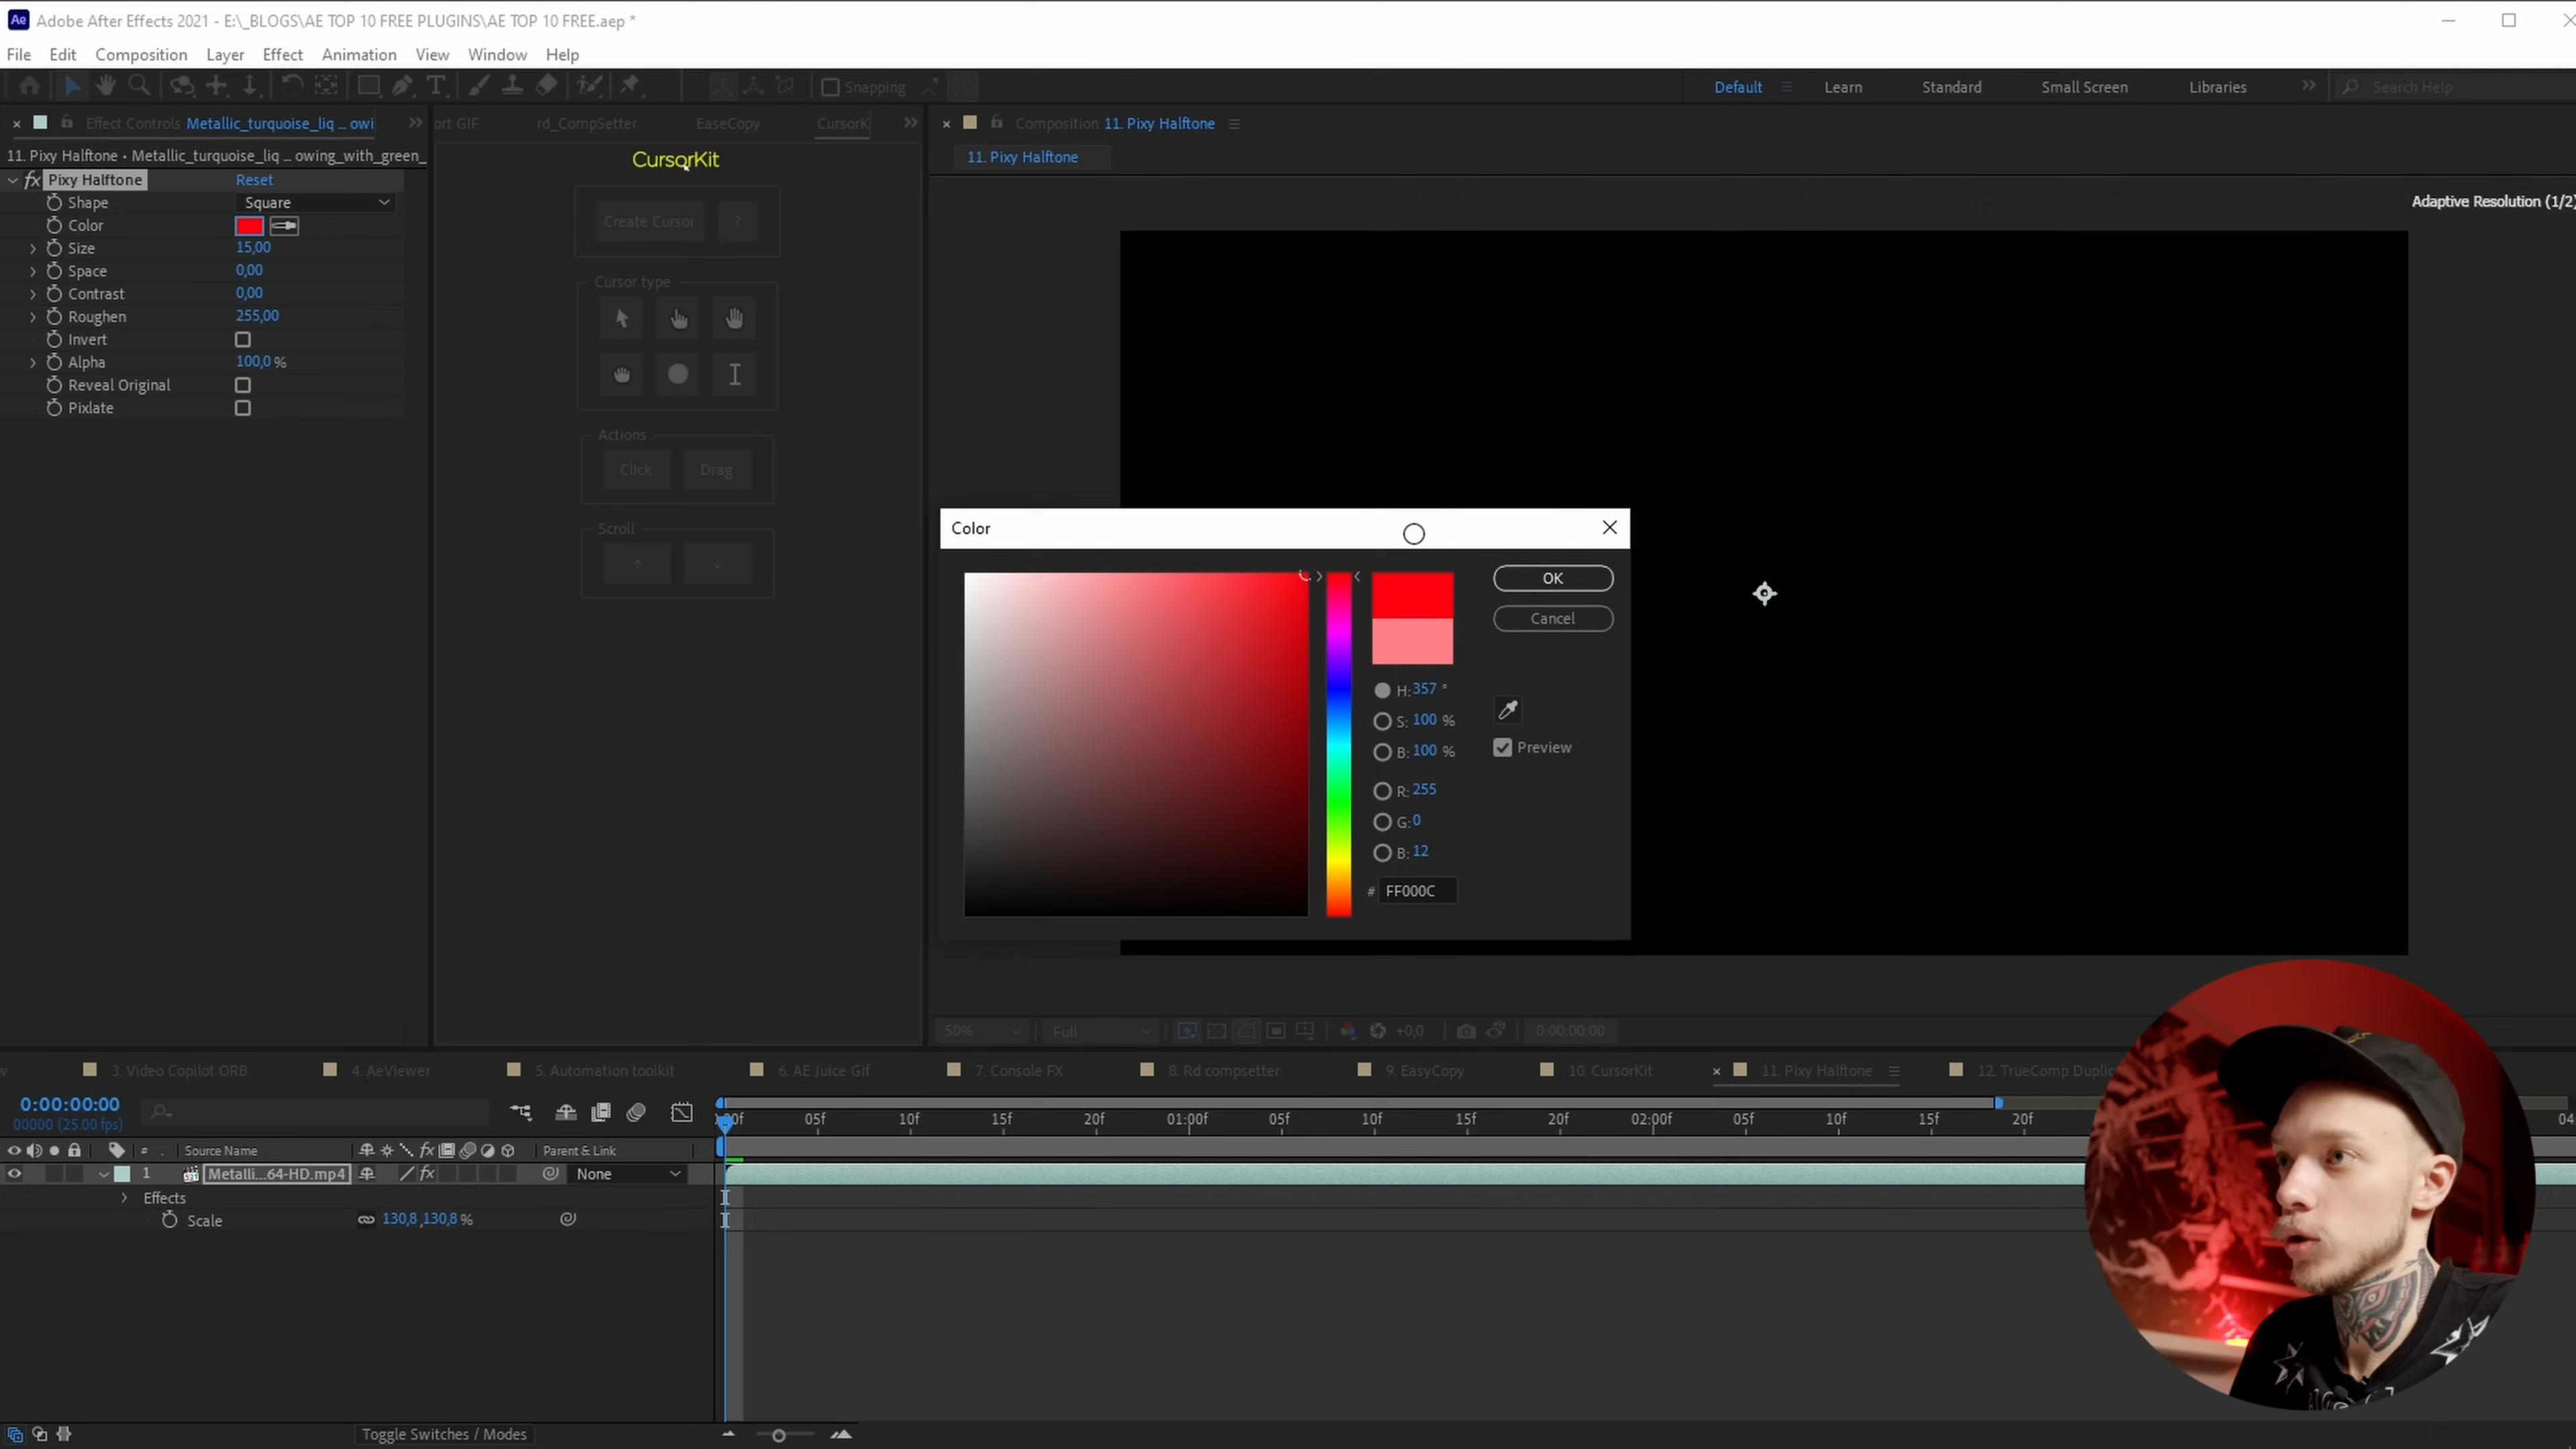 Ae Adobe After Effects 2021 - E:\_BLOGS\AE TOP 10 FREE PLUGINS\AE TOP 10 FREE.aep *
File Edit Composition Layer Effect Animation View Window Help
Snapping Default Learn Standard Small Screen Libraries Search Help
Effect Controls Metallic_turquoise_liq ... owi
ort GIF rd_CompSetter EaseCopy CursorK
Composition 11. Pixy Halftone
11. Pixy Halftone • Metallic_turquoise_liq ... owing_with_green_
11. Pixy Halftone
fx Pixy Halftone Reset
Shape Square
Color
Size 15,00
Space 0,00
Contrast 0,00
Roughen 255,00
Invert
Alpha 100,0 %
Reveal Original
Pixlate
CursorKit
Create Cursor ?
Cursor type
Actions
Click Drag
Scroll
Adaptive Resolution (1/2)
Color
OK
Cancel
H: 357 °
S: 100 %
B: 100 %
Preview
R: 255
G: 0
B: 12
# FF000C
50% Full +0,0 0:00:00:00
3. Video Copilot ORB 4. AeViewer 5. Automation toolkit 6. AE Juice Gif 7. Console FX 8. Rd compsetter 9. EasyCopy 10. CursorKit 11. Pixy Halftone 12. TrueComp Duplic
0:00:00:00
00000 (25.00 fps)
:00f 05f 10f 15f 20f 01:00f 05f 10f 15f 20f 02:00f 05f 10f 15f 20f 04:
# . Source Name fx Parent & Link
1 Metalli...64-HD.mp4 fx None
Effects
Scale 130,8,130,8 %
Toggle Switches / Modes